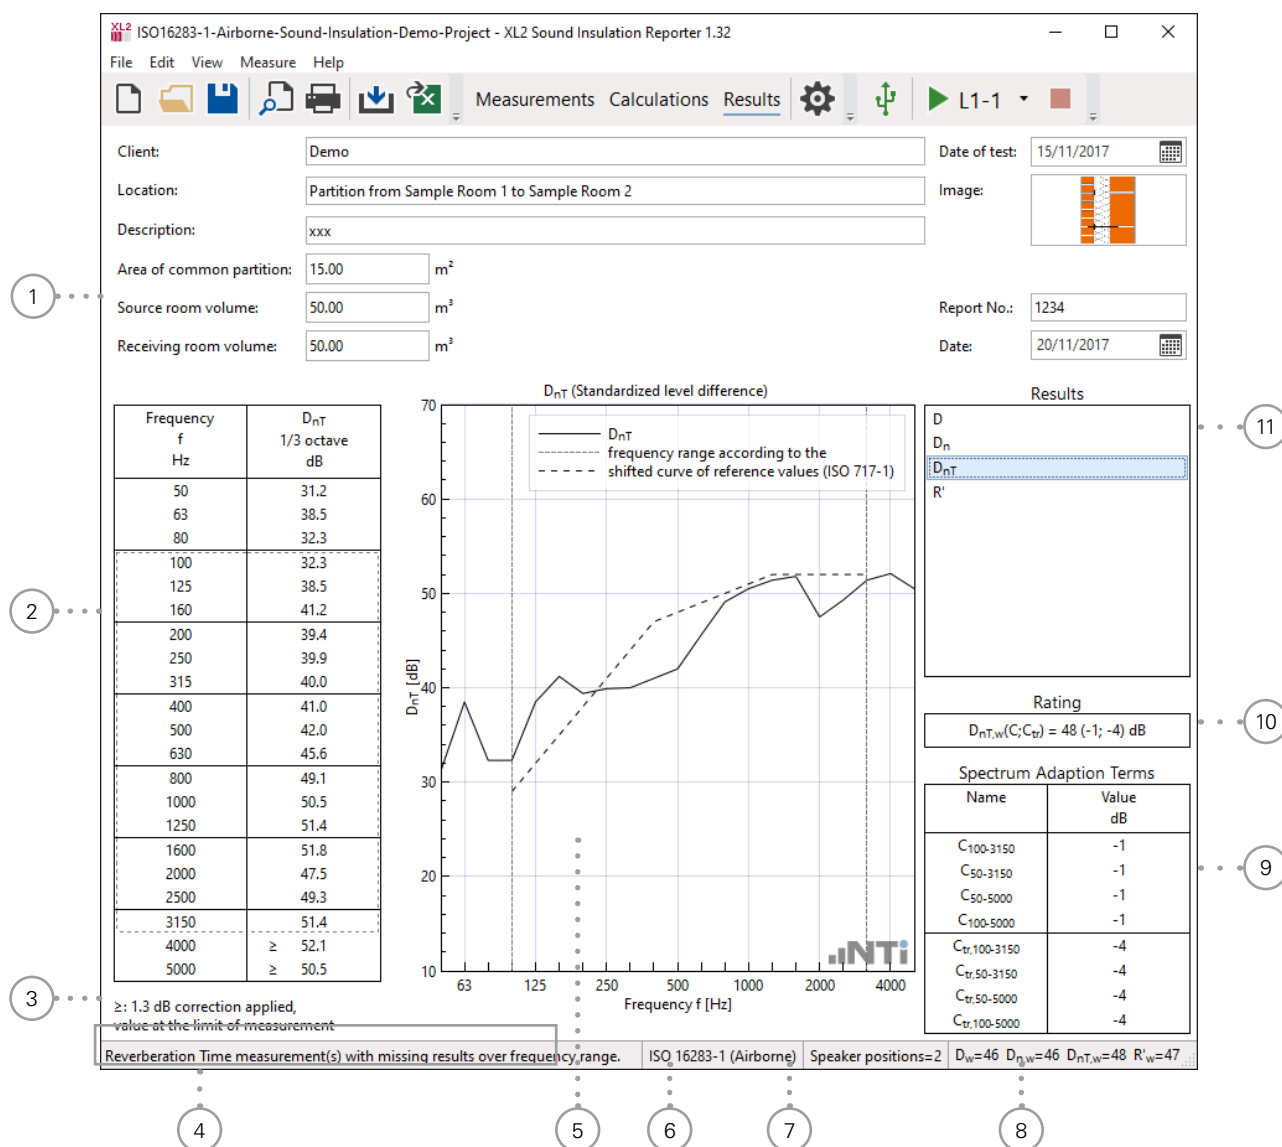 XL2 ISO16283-1-Airborne-Sound-Insulation-Demo-Project - XL2 Sound Insulation Reporter 1.32
File Edit View Measure Help
Measurements Calculations Results L1-1
Client: Demo Date of test: 15/11/2017
Location: Partition from Sample Room 1 to Sample Room 2 Image:
Description: xxx
Area of common partition: 15.00 m²
1
Source room volume: 50.00 m³ Report No.: 1234
Receiving room volume: 50.00 m³ Date: 20/11/2017
Frequency DnT
f 1/3 octave
Hz dB
50 31.2
63 38.5
80 32.3
100 32.3
125 38.5
160 41.2
200 39.4
250 39.9
315 40.0
400 41.0
500 42.0
630 45.6
800 49.1
1000 50.5
1250 51.4
1600 51.8
2000 47.5
2500 49.3
3150 51.4
4000 ≥ 52.1
5000 ≥ 50.5
2
≥: 1.3 dB correction applied,
value at the limit of measurement
3
DnT (Standardized level difference)
DnT
frequency range according to the
shifted curve of reference values (ISO 717-1)
70
60
50
40
30
20
10
DnT [dB]
63 125 250 500 1000 2000 4000
Frequency f [Hz]
NTi
Results
D
Dn
DnT
R'
11
Rating
DnT,w(C;Ctr) = 48 (-1; -4) dB
10
Spectrum Adaption Terms
Name Value
dB
C100-3150 -1
C50-3150 -1
C50-5000 -1
C100-5000 -1
Ctr,100-3150 -4
Ctr,50-3150 -4
Ctr,50-5000 -4
Ctr,100-5000 -4
9
Reverberation Time measurement(s) with missing results over frequency range. ISO 16283-1 (Airborne) Speaker positions=2 Dw=46 Dn,w=46 DnT,w=48 R'w=47
4 5 6 7 8